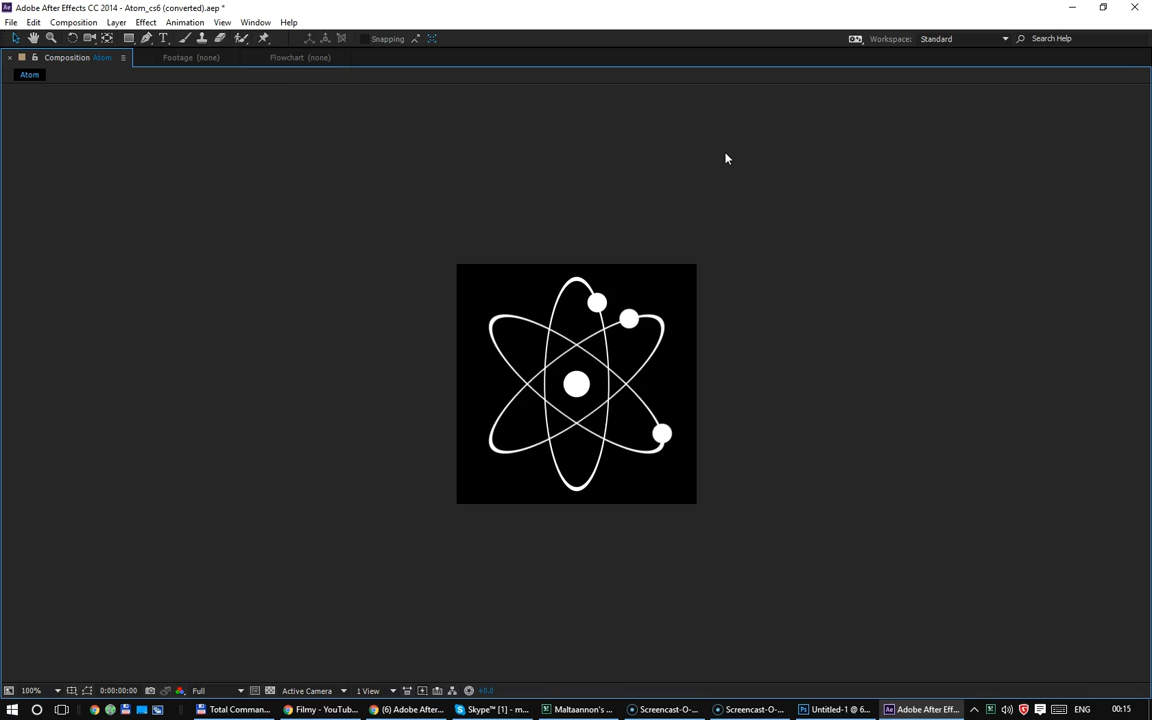 Adobe After Effects CC 2014 - Atom_cs6 (converted).aep *
File Edit Composition Layer Effect Animation View Window Help
Snapping Workspace: Standard Search Help
Composition Atom Footage (none) Flowchart (none)
Atom
100% 0:00:00:00 Full Active Camera 1 View +0.0
Total Comman... Filmy - YouTub... (6) Adobe After... Skype™ [1] - m... Maltaannon's ... Screencast-O-... Screencast-O-... Untitled-1 @ 6... Adobe After Eff... ENG 00:15